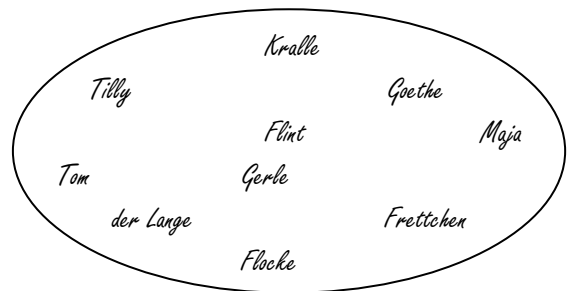 Kralle
Tilly
Goethe
Flint
Maja
Tom
Gerle
der Lange
Frettchen
Flocke